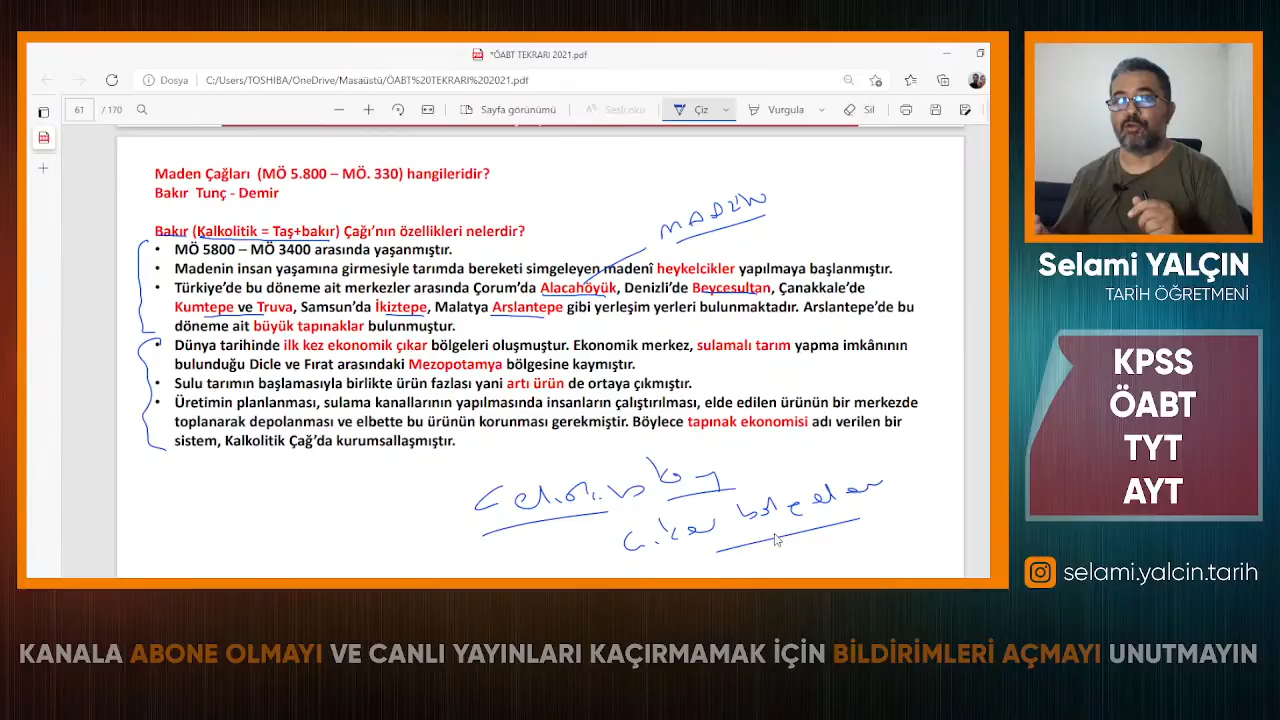 *ÖABT TEKRARI 2021.pdf
Dosya C:/Users/TOSHIBA/OneDrive/Masaüstü/ÖABT%20TEKRARI%202021.pdf
61 / 170 Sayfa görünümü Sesli oku Çiz Vurgula Sil
Maden Çağları (MÖ 5.800 – MÖ. 330) hangileridir?
Bakır Tunç - Demir
MADEN
Bakır (Kalkolitik = Taş+bakır) Çağı’nın özellikleri nelerdir?
• MÖ 5800 – MÖ 3400 arasında yaşanmıştır.
• Madenin insan yaşamına girmesiyle tarımda bereketi simgeleyen madenî heykelcikler yapılmaya başlanmıştır.
• Türkiye’de bu döneme ait merkezler arasında Çorum’da Alacahöyük, Denizli’de Beycesultan, Çanakkale’de
Kumtepe ve Truva, Samsun’da İkiztepe, Malatya Arslantepe gibi yerleşim yerleri bulunmaktadır. Arslantepe’de bu
döneme ait büyük tapınaklar bulunmuştur.
• Dünya tarihinde ilk kez ekonomik çıkar bölgeleri oluşmuştur. Ekonomik merkez, sulamalı tarım yapma imkânının
bulunduğu Dicle ve Fırat arasındaki Mezopotamya bölgesine kaymıştır.
• Sulu tarımın başlamasıyla birlikte ürün fazlası yani artı ürün de ortaya çıkmıştır.
• Üretimin planlanması, sulama kanallarının yapılmasında insanların çalıştırılması, elde edilen ürünün bir merkezde
toplanarak depolanması ve elbette bu ürünün korunması gerekmiştir. Böylece tapınak ekonomisi adı verilen bir
sistem, Kalkolitik Çağ’da kurumsallaşmıştır.
Selami YALÇIN
TARİH ÖĞRETMENİ
KPSS
ÖABT
TYT
AYT
selami.yalcin.tarih
KANALA ABONE OLMAYI VE CANLI YAYINLARI KAÇIRMAMAK İÇİN BİLDİRİMLERİ AÇMAYI UNUTMAYIN